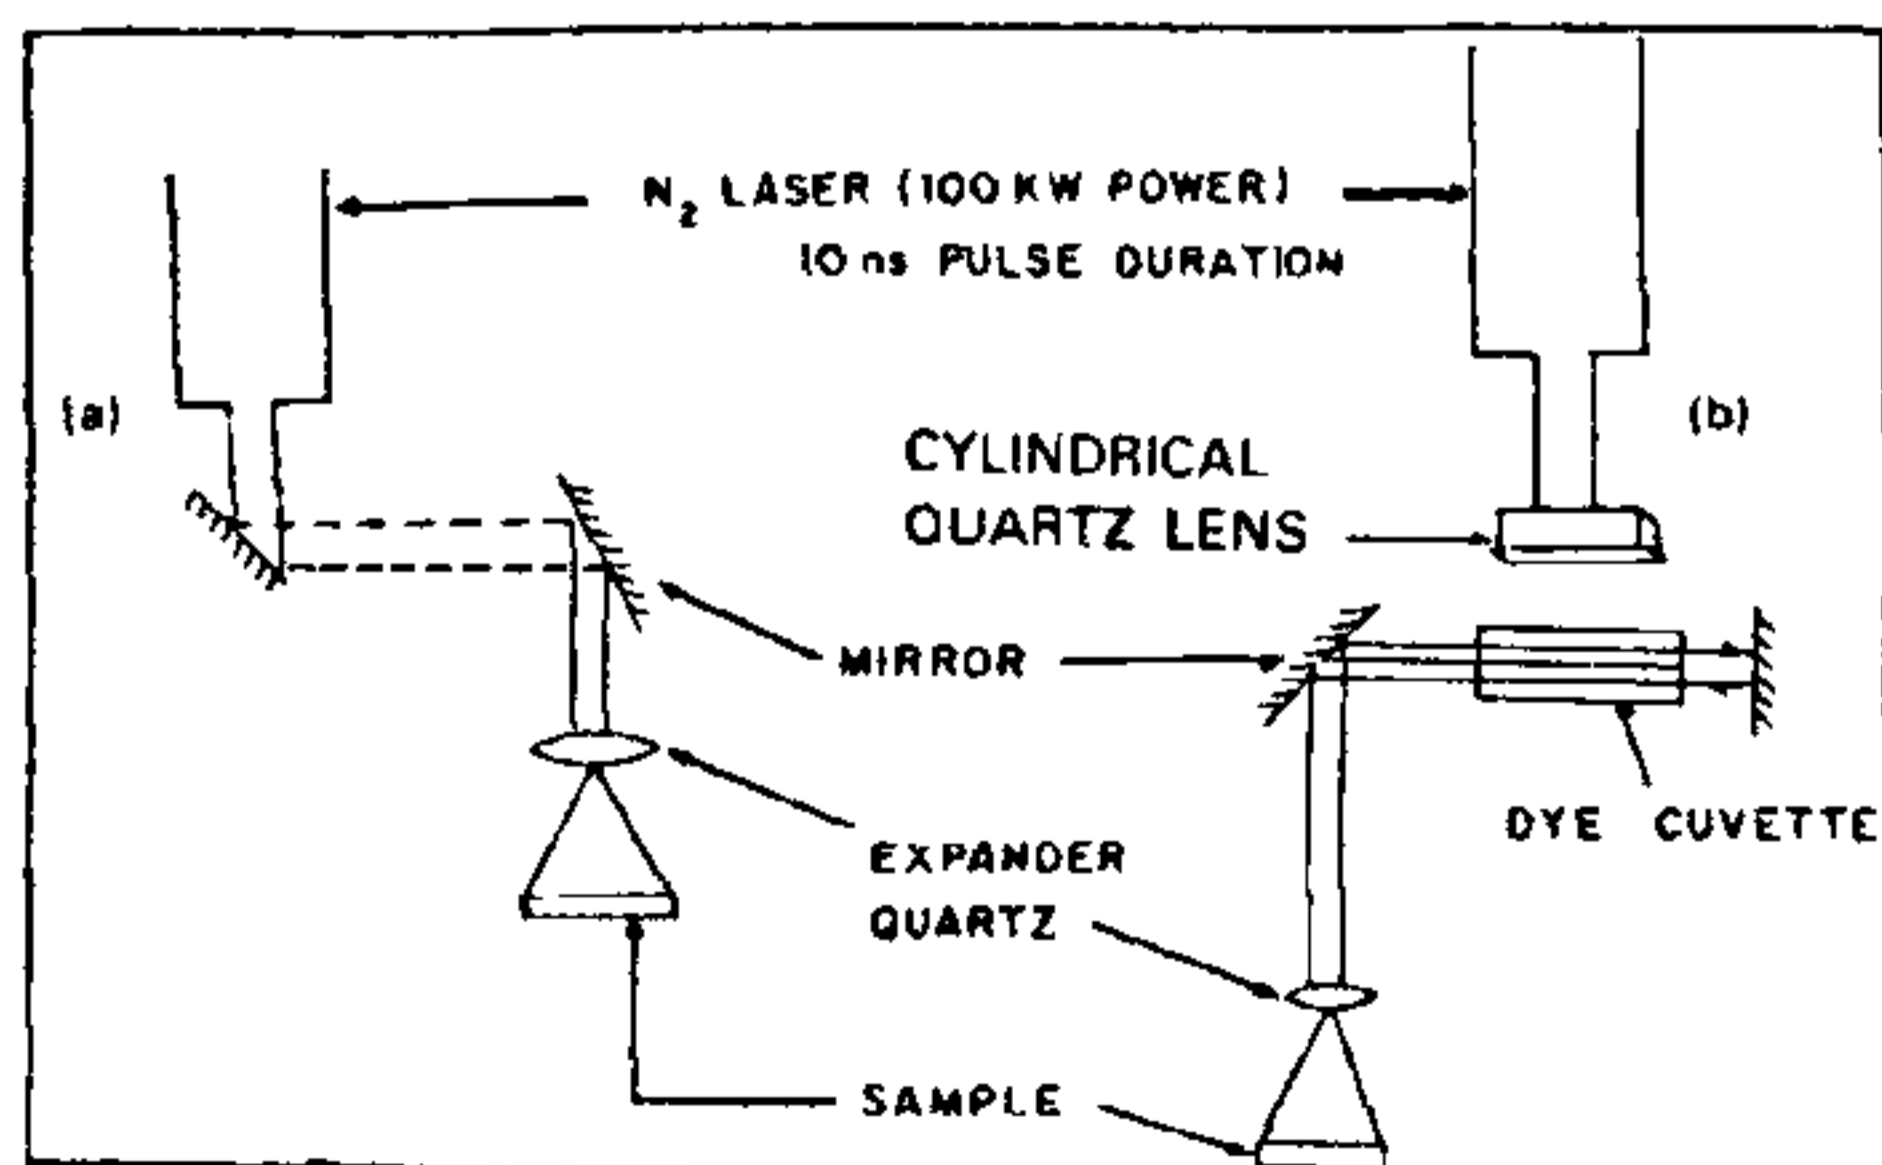 N₂ LASER (100 KW POWER)
10 ns PULSE DURATION
(a)
(b)
CYLINDRICAL
QUARTZ LENS
MIRROR
DYE CUVETTE
EXPANDER
QUARTZ
SAMPLE